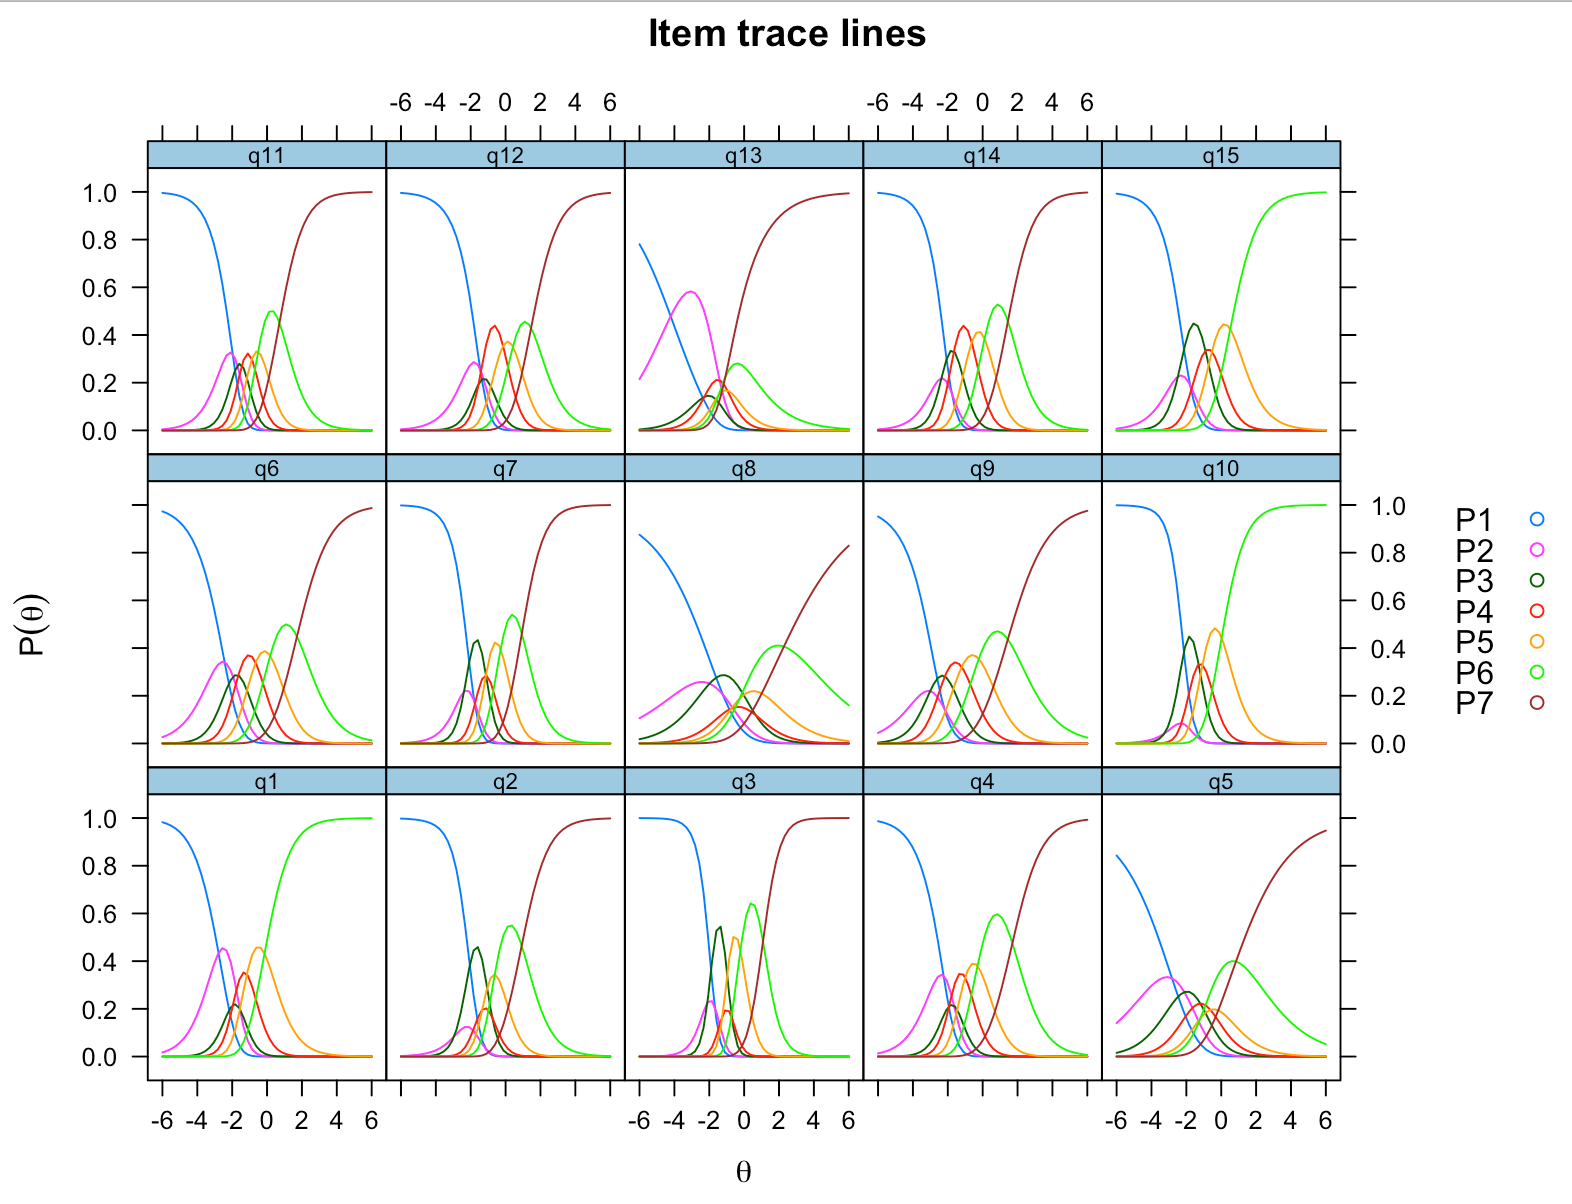 Item trace lines
-6 -4 -2 0 2 4 6 -6 -4 -2 0 2 4 6
q11 q12 q13 q14 q15
1.0
0.8
0.6
0.4
0.2
0.0
q6 q7 q8 q9 q10
1.0
0.8
0.6
0.4
0.2
0.0
q1 q2 q3 q4 q5
1.0
0.8
0.6
0.4
0.2
0.0
-6 -4 -2 0 2 4 6 -6 -4 -2 0 2 4 6 -6 -4 -2 0 2 4 6
θ
P(θ)
P1
P2
P3
P4
P5
P6
P7